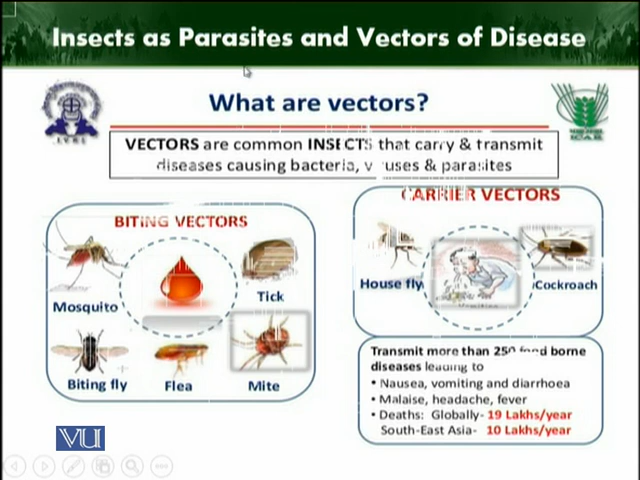 Insects as Parasites and Vectors of Disease
What are vectors?
VECTORS are common INSECTS that carry & transmit
diseases causing bacteria, viruses & parasites
BITING VECTORS
Mosquito
Tick
Biting fly
Flea
Mite
CARRIER VECTORS
House fly
Cockroach
Transmit more than 250 food borne
diseases leading to
• Nausea, vomiting and diarrhoea
• Malaise, headache, fever
• Deaths: Globally- 19 Lakhs/year
South-East Asia- 10 Lakhs/year
VU